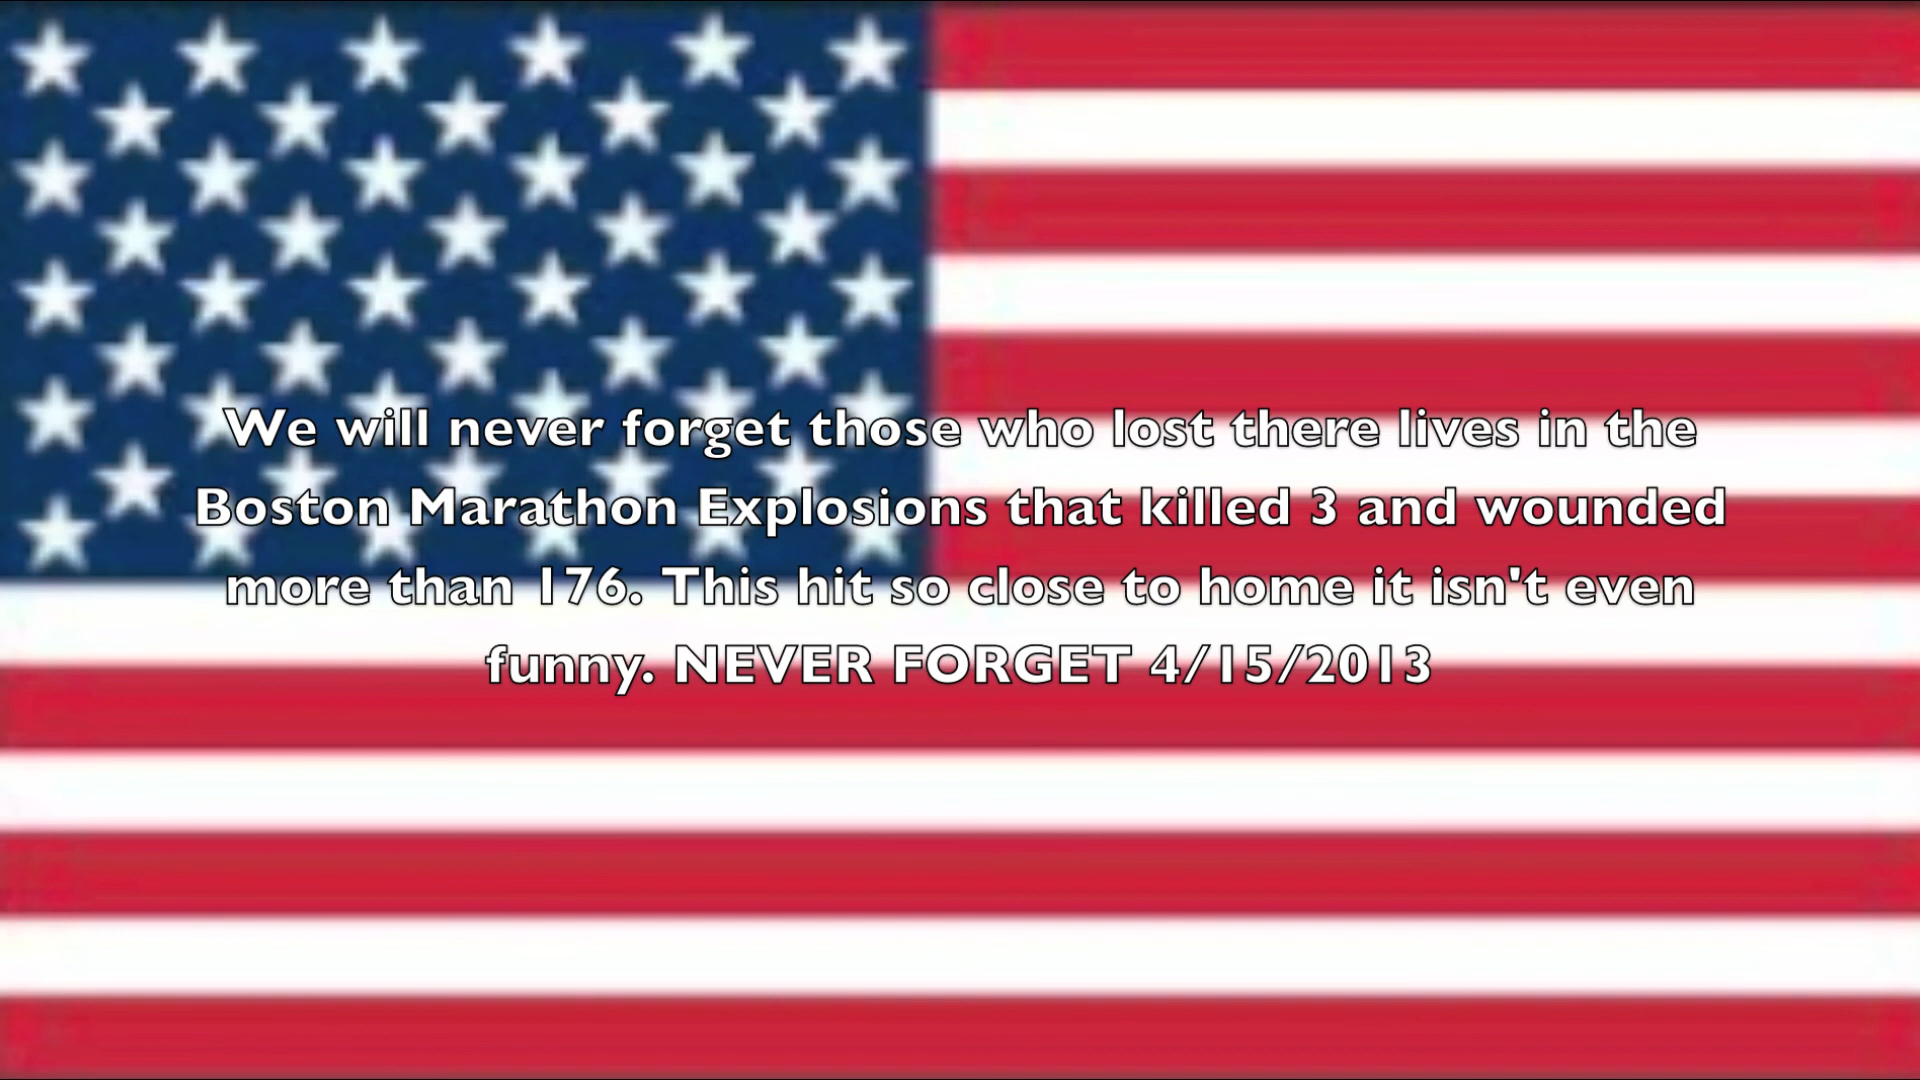 We will never forget those who lost there lives in the
Boston Marathon Explosions that killed 3 and wounded
more than 176. This hit so close to home it isn't even
funny. NEVER FORGET 4/15/2013